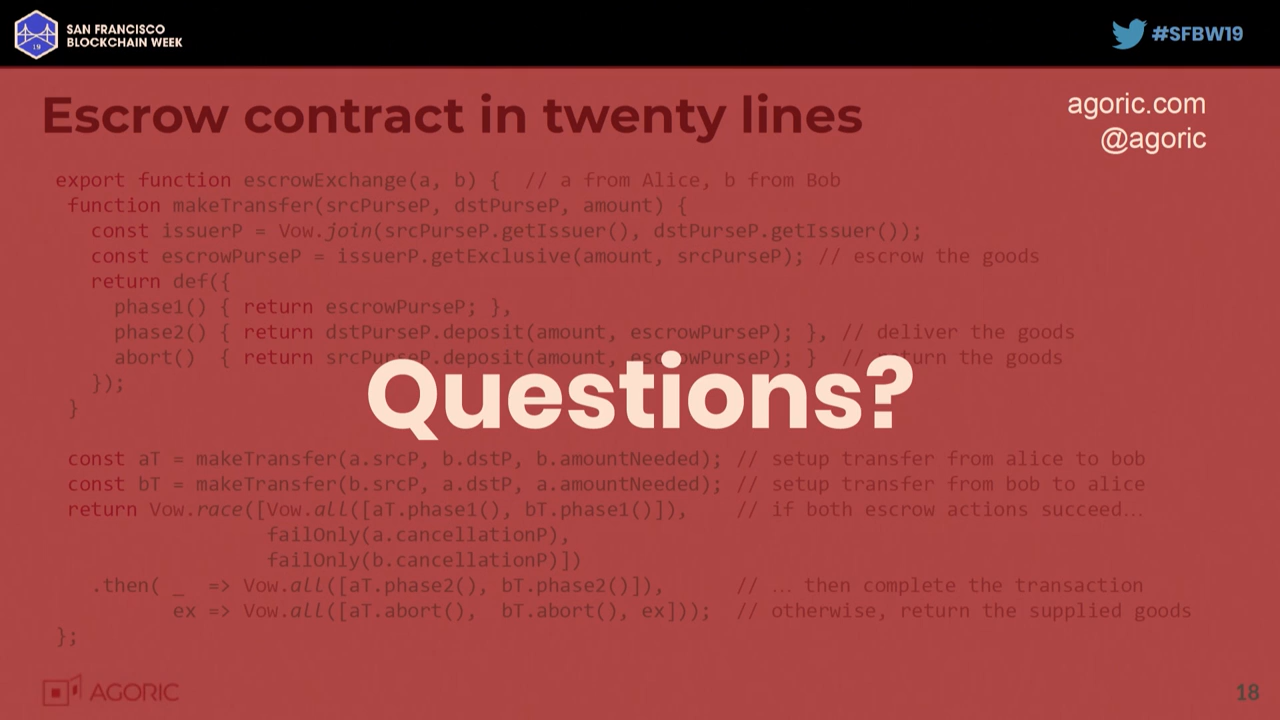 SAN FRANCISCO
BLOCKCHAIN WEEK
19
#SFBW19
Escrow contract in twenty lines
agoric.com
@agoric
export function escrowExchange(a, b) {  // a from Alice, b from Bob
function makeTransfer(srcPurseP, dstPurseP, amount) {
const issuerP = Vow.join(srcPurseP.getIssuer(), dstPurseP.getIssuer());
const escrowPurseP = issuerP.getExclusive(amount, srcPurseP); // escrow the goods
return def({
phase1() { return escrowPurseP; },
phase2() { return dstPurseP.deposit(amount, escrowPurseP); }, // deliver the goods
abort()  { return srcPurseP.deposit(amount, escrowPurseP); }  // return the goods
});
}
Questions?
const aT = makeTransfer(a.srcP, b.dstP, b.amountNeeded); // setup transfer from alice to bob
const bT = makeTransfer(b.srcP, a.dstP, a.amountNeeded); // setup transfer from bob to alice
return Vow.race([Vow.all([aT.phase1(), bT.phase1()]),    // if both escrow actions succeed…
failOnly(a.cancellationP),
failOnly(b.cancellationP)])
.then( _  => Vow.all([aT.phase2(), bT.phase2()]),      // … then complete the transaction
ex => Vow.all([aT.abort(),  bT.abort(), ex]));  // otherwise, return the supplied goods
};
AGORIC
18